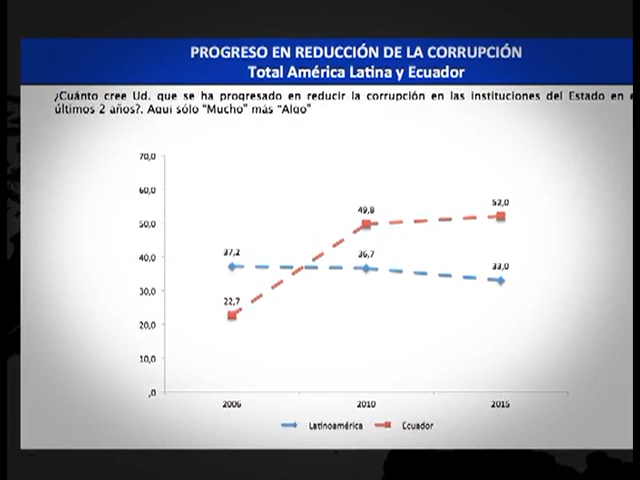 PROGRESO EN REDUCCIÓN DE LA CORRUPCIÓN
Total América Latina y Ecuador
¿Cuánto cree Ud. que se ha progresado en reducir la corrupción en las instituciones del Estado en
últimos 2 años?. Aquí sólo "Mucho" más "Algo"
70,0
60,0
50,0
40,0
30,0
20,0
10,0
,0
37,2
22,7
49,8
36,7
52,0
33,0
2006
2010
2015
Latinoamérica
Ecuador